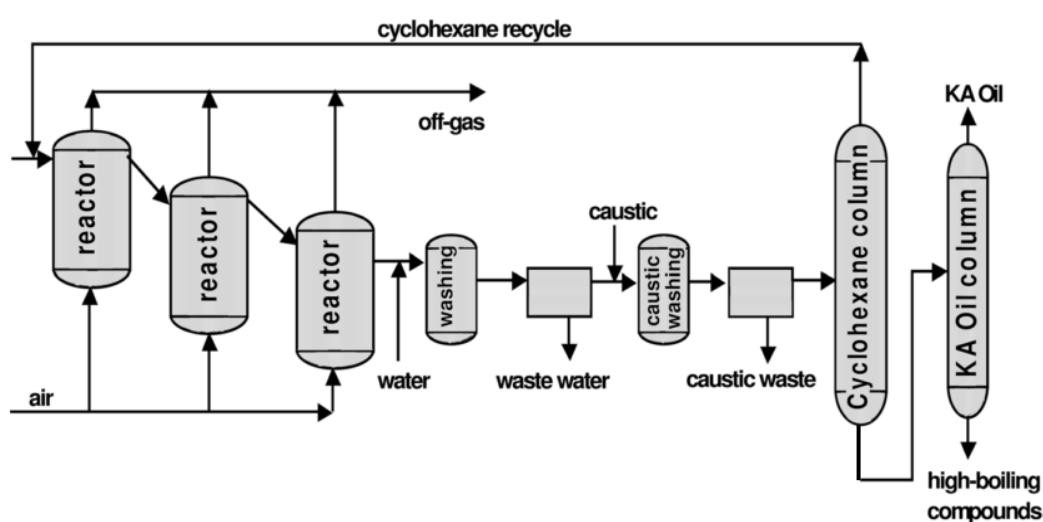 cyclohexane recycle
KA Oil
off-gas
reactor
reactor
reactor
washing
caustic
caustic
washing
Cyclohexane column
KA Oil column
water
waste water
caustic waste
air
high-boiling
compounds